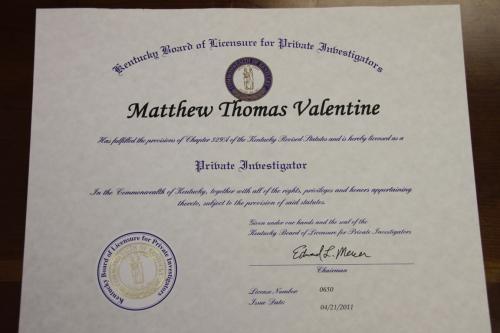 Kentucky Board of Licensure for Private Investigators
Matthew Thomas Valentine
Has fulfilled the provisions of Chapter 329A of the Kentucky Revised Statutes and is hereby licensed as a
Private Investigator
In the Commonwealth of Kentucky, together with all of the rights, privileges and honors appertaining
thereto, subject to the provision of said statutes.
Given under our hands and the seal of the
Kentucky Board of Licensure for Private Investigators
Chairman
License Number 0650
Issue Date: 04/21/2011
Kentucky Board of Licensure for Private Investigators